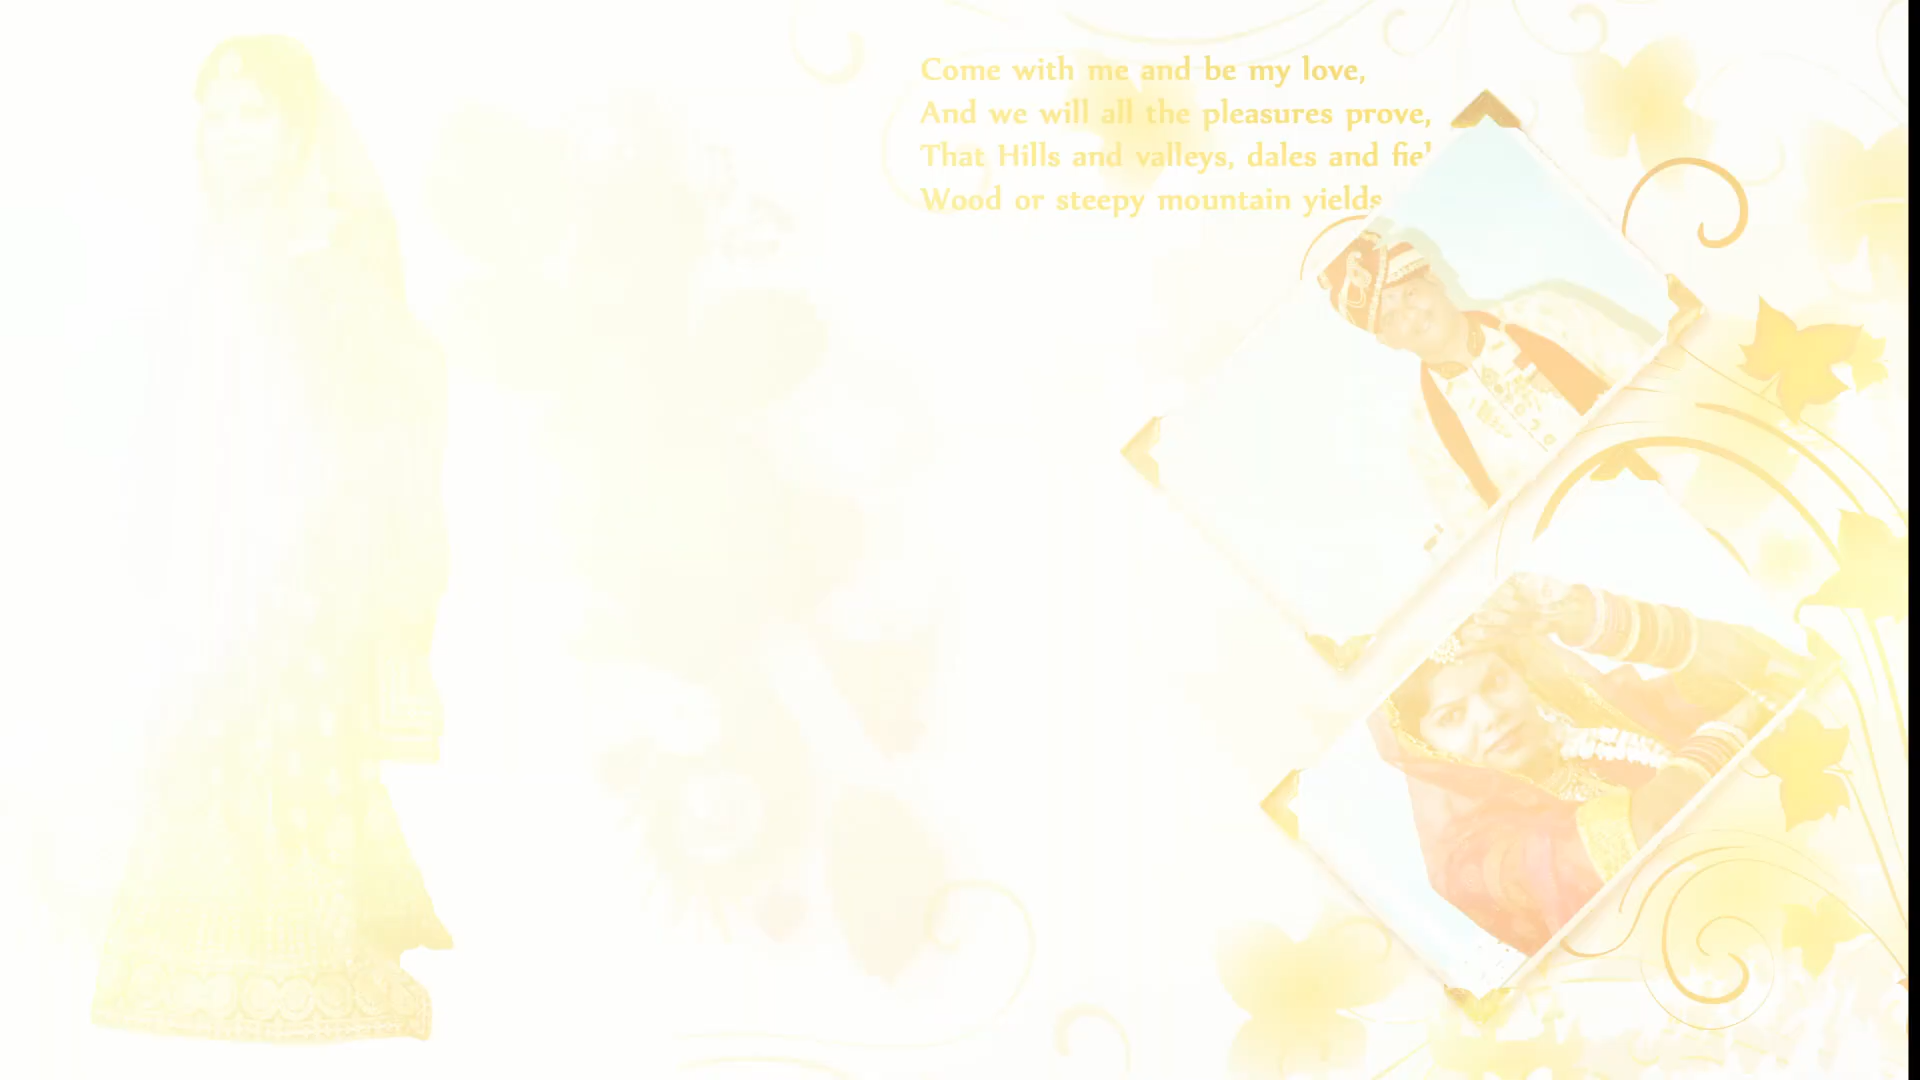 Come with me and be my love,
And we will all the pleasures prove,
That Hills and valleys, dales and
Wood or steepy mountain yields